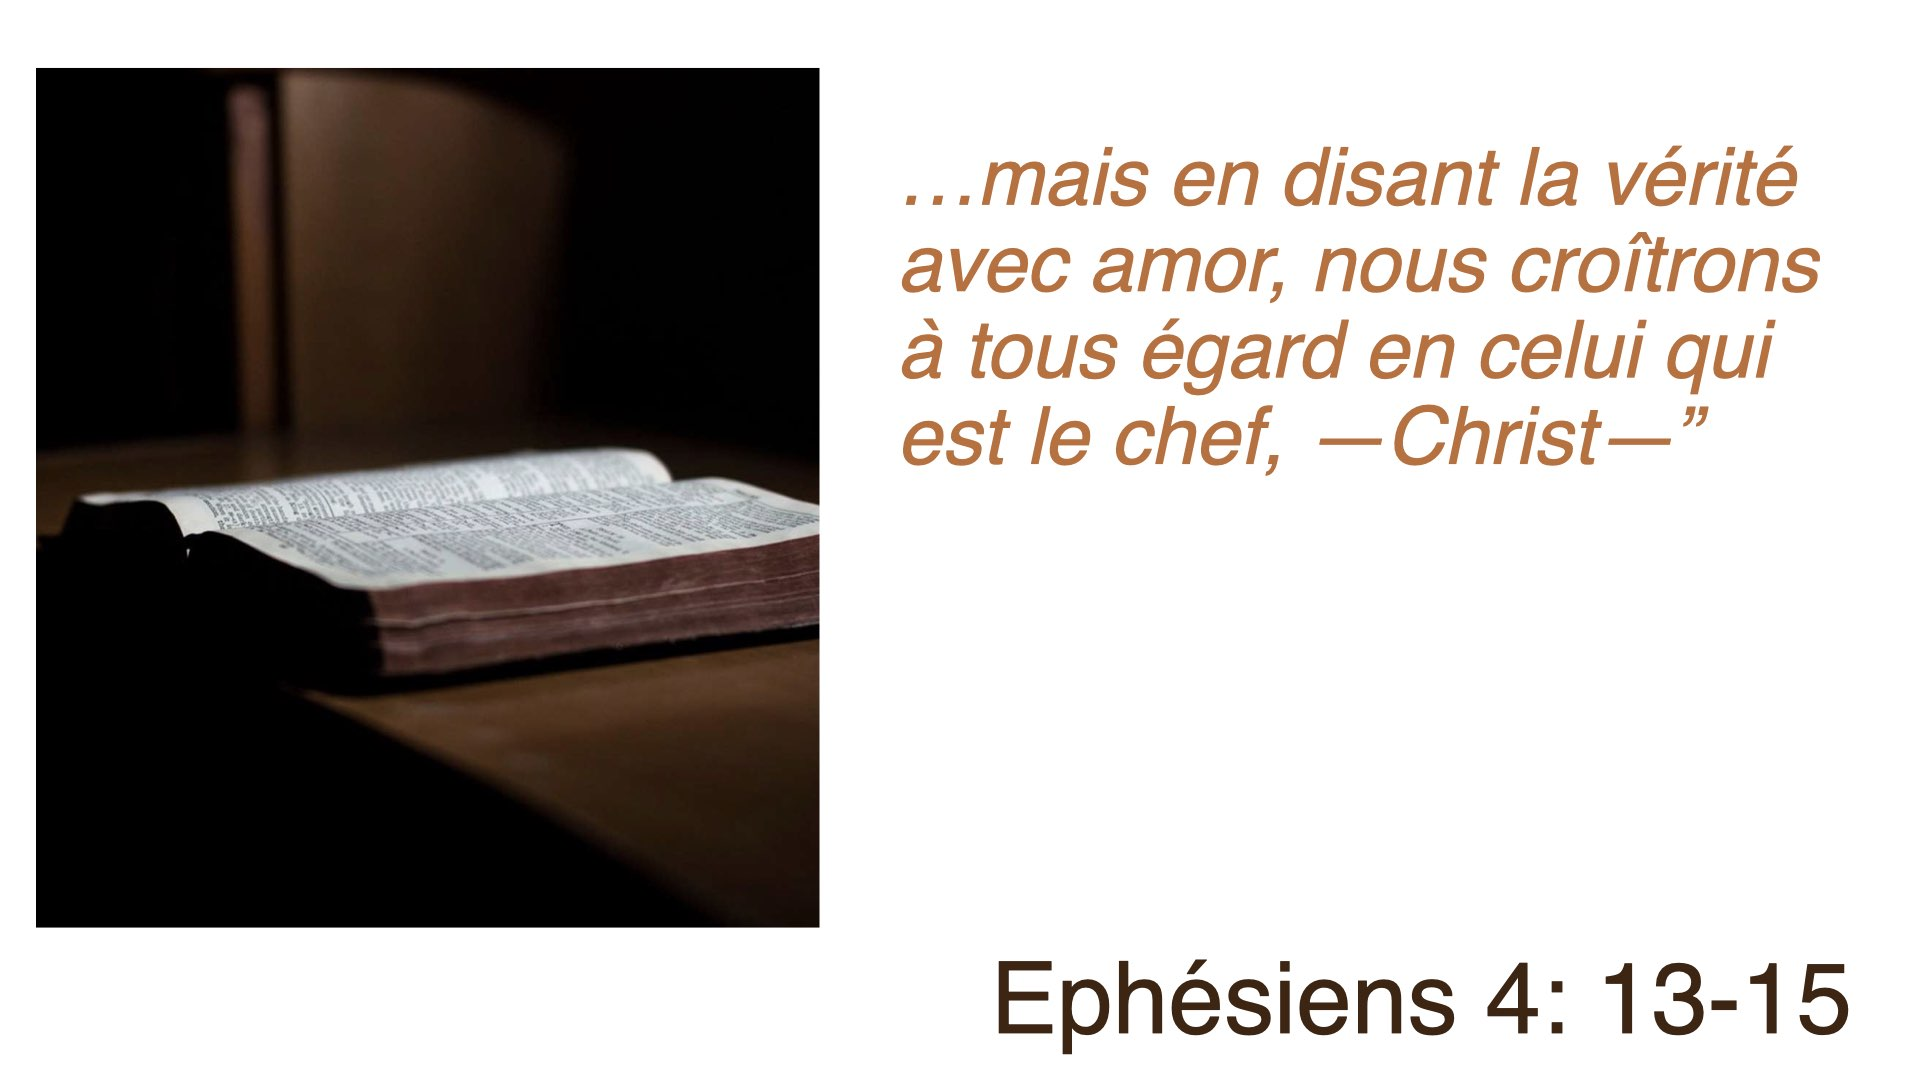 …mais en disant la vérité
avec amor, nous croîtrons
à tous égard en celui qui
est le chef, —Christ—”
Ephésiens 4: 13-15